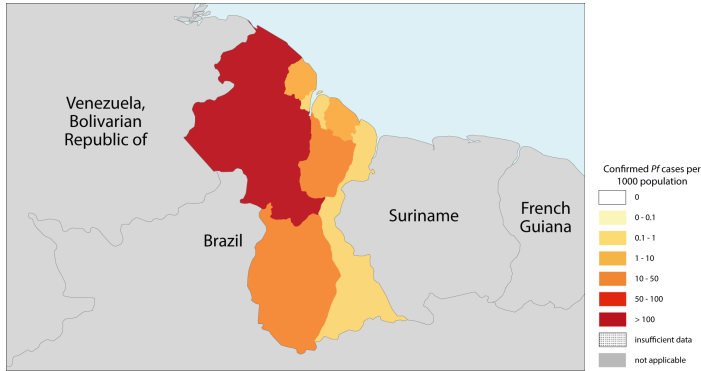 Venezuela,
Bolivarian
Republic of
Brazil
Suriname
French
Guiana
Confirmed Pf cases per
1000 population
0
0 - 0.1
0.1 - 1
1 - 10
10 - 50
50 - 100
> 100
insufficient data
not applicable